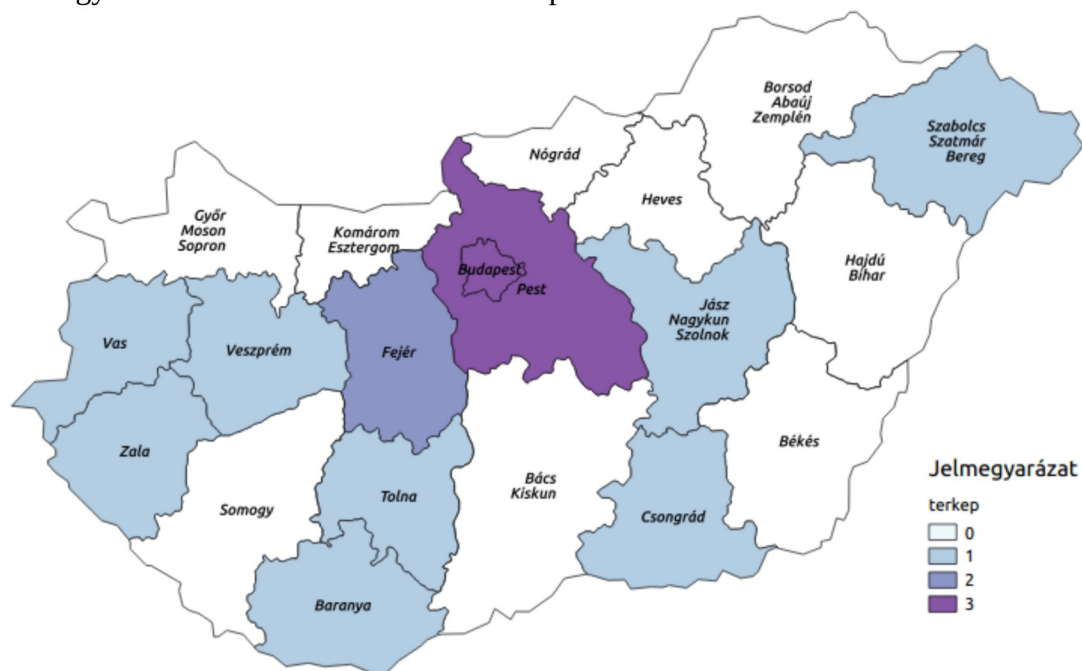 Borsod
Abaúj
Zemplén
Szabolcs
Szatmár
Bereg
Nógrád
Heves
Győr
Moson
Sopron
Komárom
Esztergom
Budapest
Pest
Hajdú
Bihar
Jász
Nagykun
Szolnok
Vas
Veszprém
Fejér
Zala
Somogy
Tolna
Bács
Kiskun
Csongrád
Békés
Baranya
Jelmegyarázat
terkep
0
1
2
3